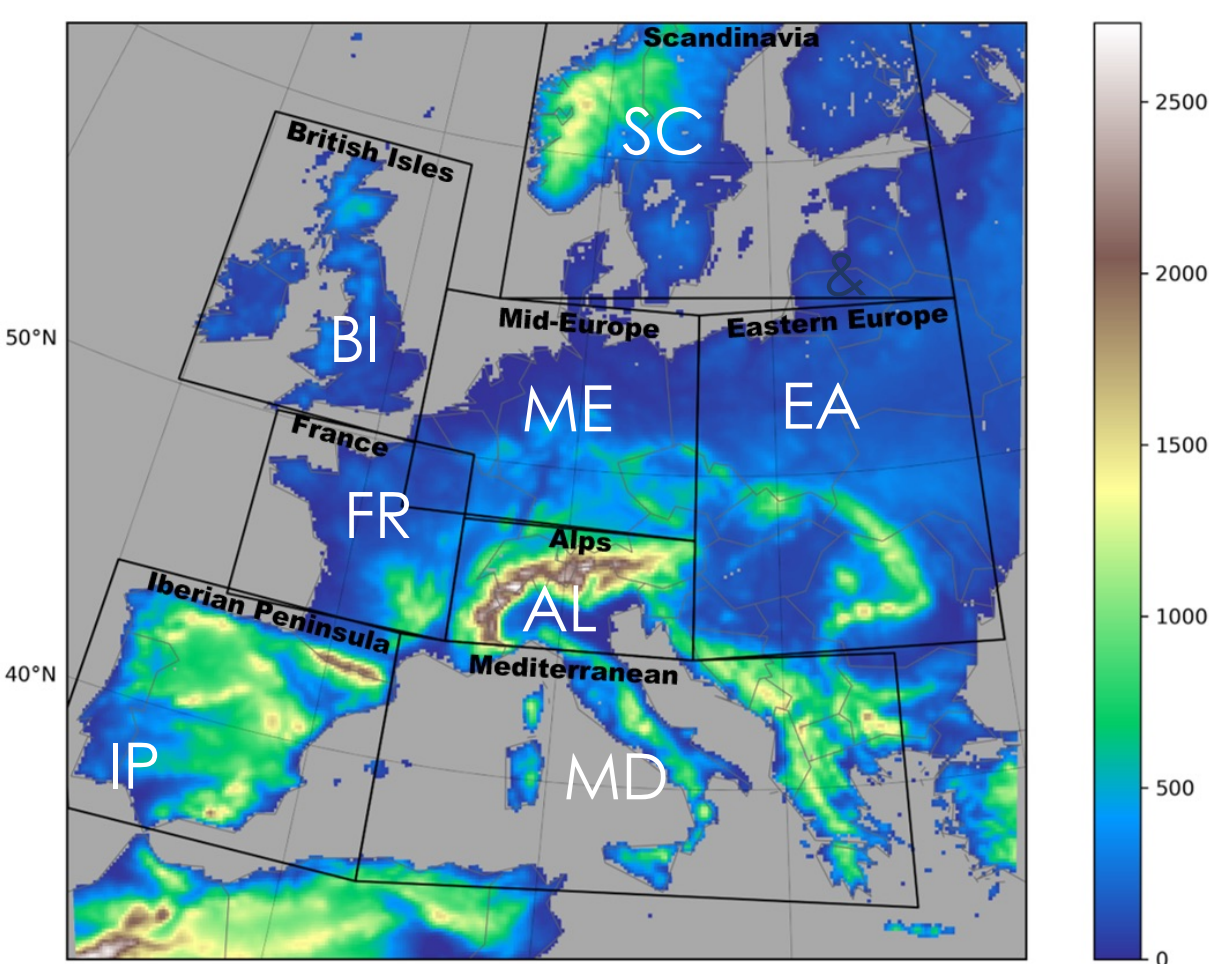 Scandinavia
SC
British Isles
BI
&
Mid-Europe
Eastern Europe
ME
EA
France
FR
Alps
AL
Iberian Peninsula
IP
Mediterranean
MD
50°N
40°N
2500
2000
1500
1000
500
0